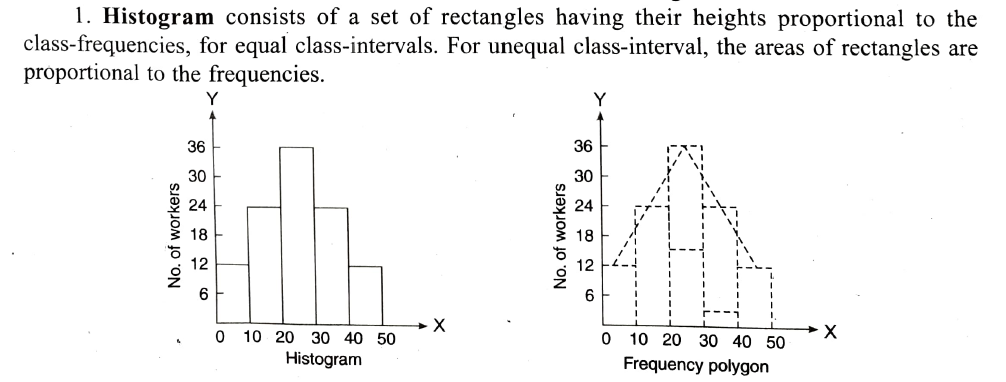 1. Histogram consists of a set of rectangles having their heights proportional to the
class-frequencies, for equal class-intervals. For unequal class-interval, the areas of rectangles are
proportional to the frequencies.
Y
36
30
24
18
12
6
No. of workers
0 10 20 30 40 50
X
Histogram
Y
36
30
24
18
12
6
No. of workers
0 10 20 30 40 50
X
Frequency polygon